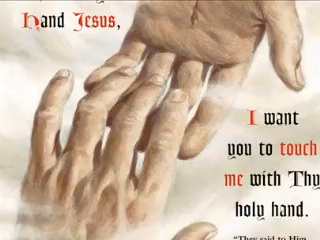 hand Jesus,
I want
you to touch
me with Thy
holy hand.
"They said to Him